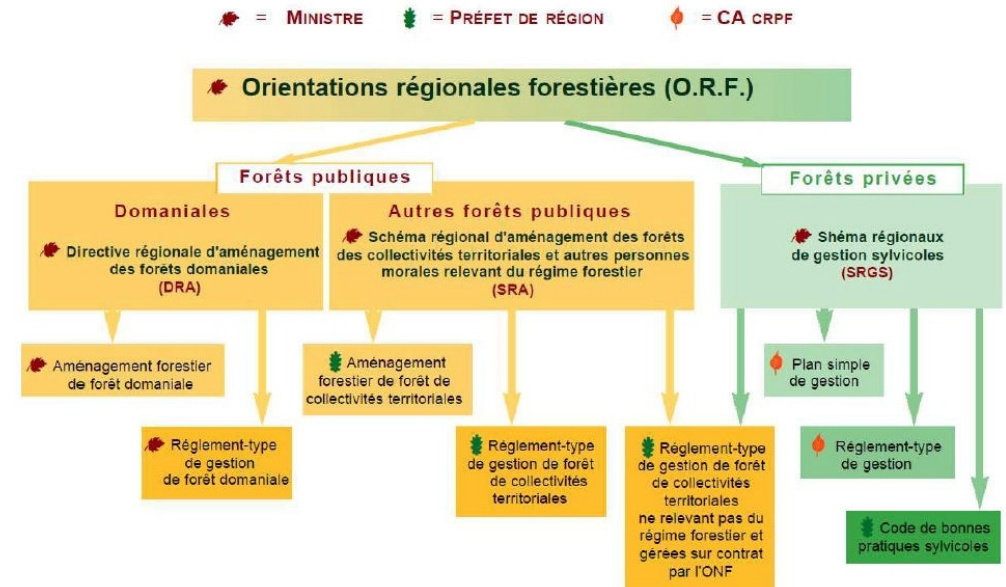 = MINISTRE = PRÉFET DE RÉGION = CA CRPF
Orientations régionales forestières (O.R.F.)
Forêts publiques
Forêts privées
Domaniales
Directive régionale d'aménagement
des forêts domaniales
(DRA)
Autres forêts publiques
Schéma régional d'aménagement des forêts
des collectivités territoriales et autres personnes
morales relevant du régime forestier
(SRA)
Shéma régionaux
de gestion sylvicoles
(SRGS)
Aménagement forestier
de forêt domaniale
Aménagement
forestier de forêt de
collectivités territoriales
Plan simple
de gestion
Réglement-type
de gestion
de forêt domaniale
Réglement-type
de gestion de forêt
de collectivités
territoriales
Réglement-type
de gestion de forêt
de collectivités
territoriales
ne relevant pas du
régime forestier et
gérées sur contrat
par l'ONF
Réglement-type
de gestion
Code de bonnes
pratiques sylvicoles